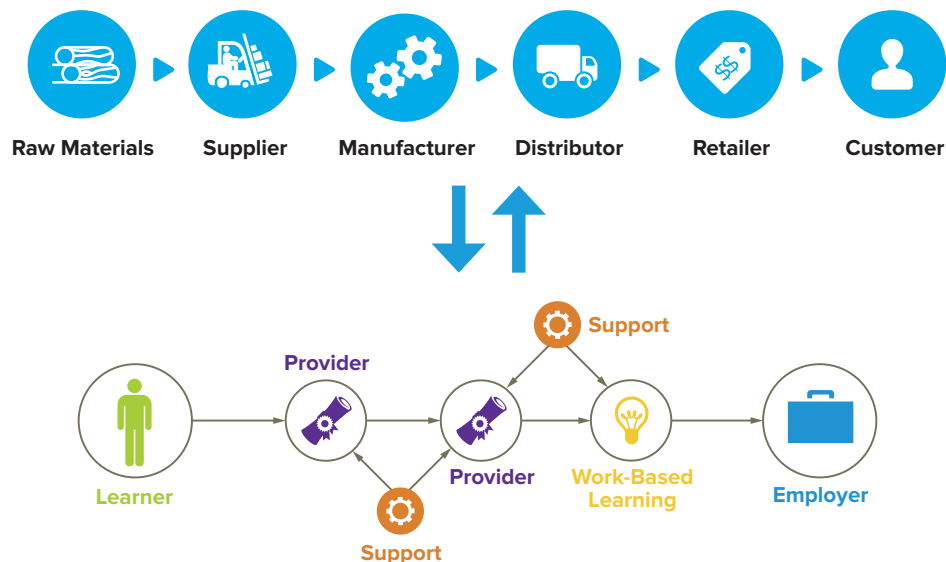 Raw Materials
Supplier
Manufacturer
Distributor
Retailer
Customer
Support
Provider
Learner
Provider
Work-Based
Learning
Employer
Support